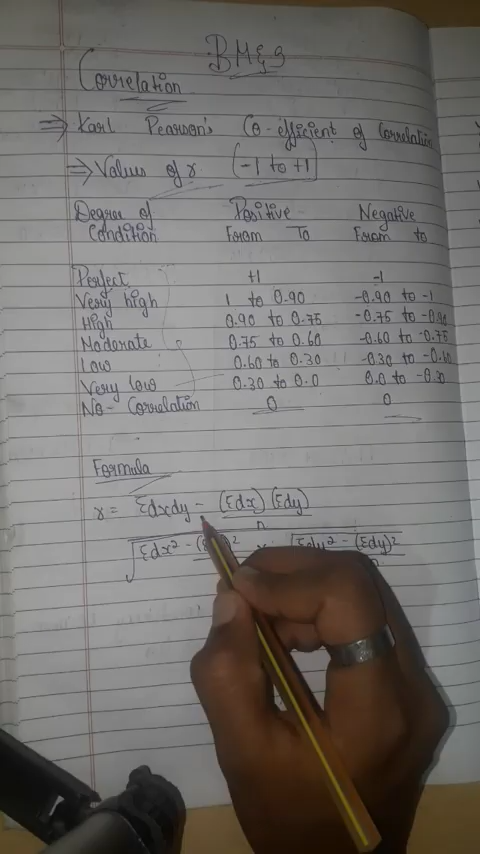 BMGS
Correlation
⇒ Karl Pearson's Co-efficient of Correlation
⇒ Values of r (-1 to +1)
Degree of Positive Negative
Condition From To From to
Perfect +1 -1
Very high 1 to 0.90 -0.90 to -1
High 0.90 to 0.75 -0.75 to -0.90
Moderate 0.75 to 0.60 -0.60 to -0.75
Low 0.60 to 0.30 -0.30 to -0.60
Very low 0.30 to 0.0 0.0 to -0.30
No-Correlation 0 0
Formula
r = Σdxdy - (Σdx)(Σdy)
n
√Σdx² - (Σ ² x √Σdy² - (Σdy)²
n